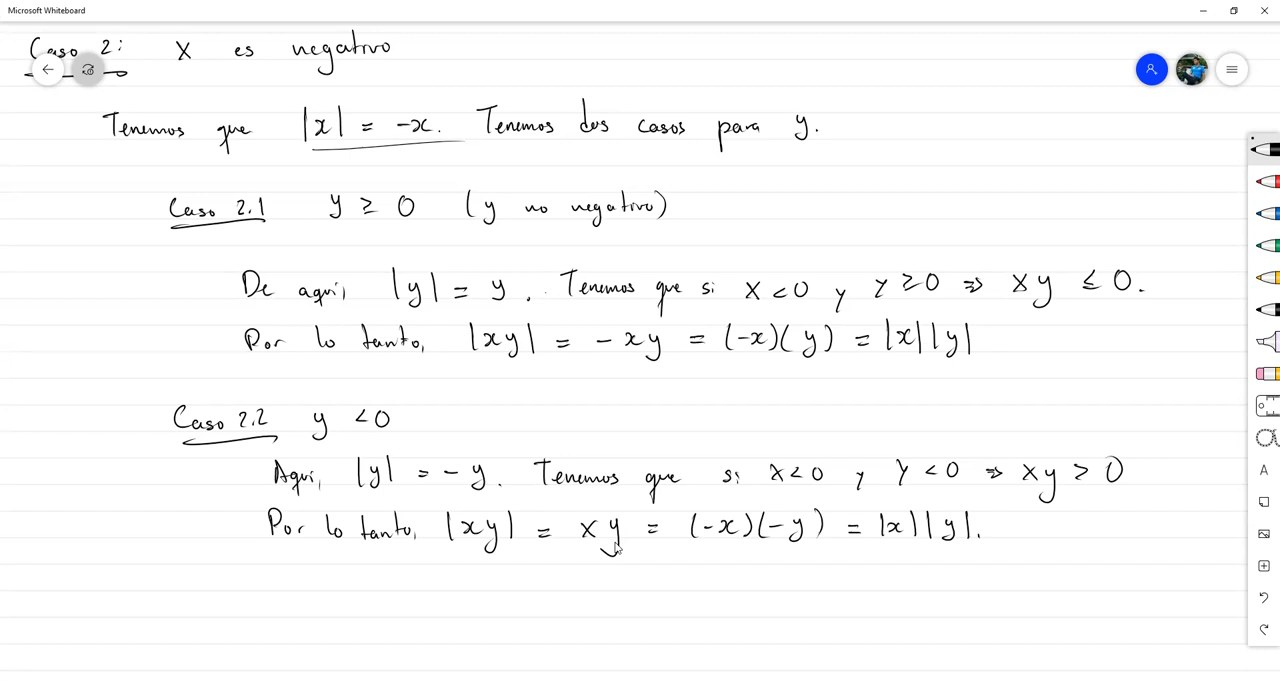 Microsoft Whiteboard
Caso 2: X es negativo
Tenemos que |x| = -x. Tenemos dos casos para y.
Caso 2.1 y ≥ 0 (y no negativo)
De aquí, |y| = y. Tenemos que si x<0 y y≥0 ⇒ xy ≤ 0.
Por lo tanto, |xy| = -xy = (-x)(y) = |x||y|
Caso 2.2 y <0
Aquí, |y| = -y. Tenemos que si x<0 y y<0 ⇒ xy > 0
Por lo tanto, |xy| = xy = (-x)(-y) = |x||y|.
A